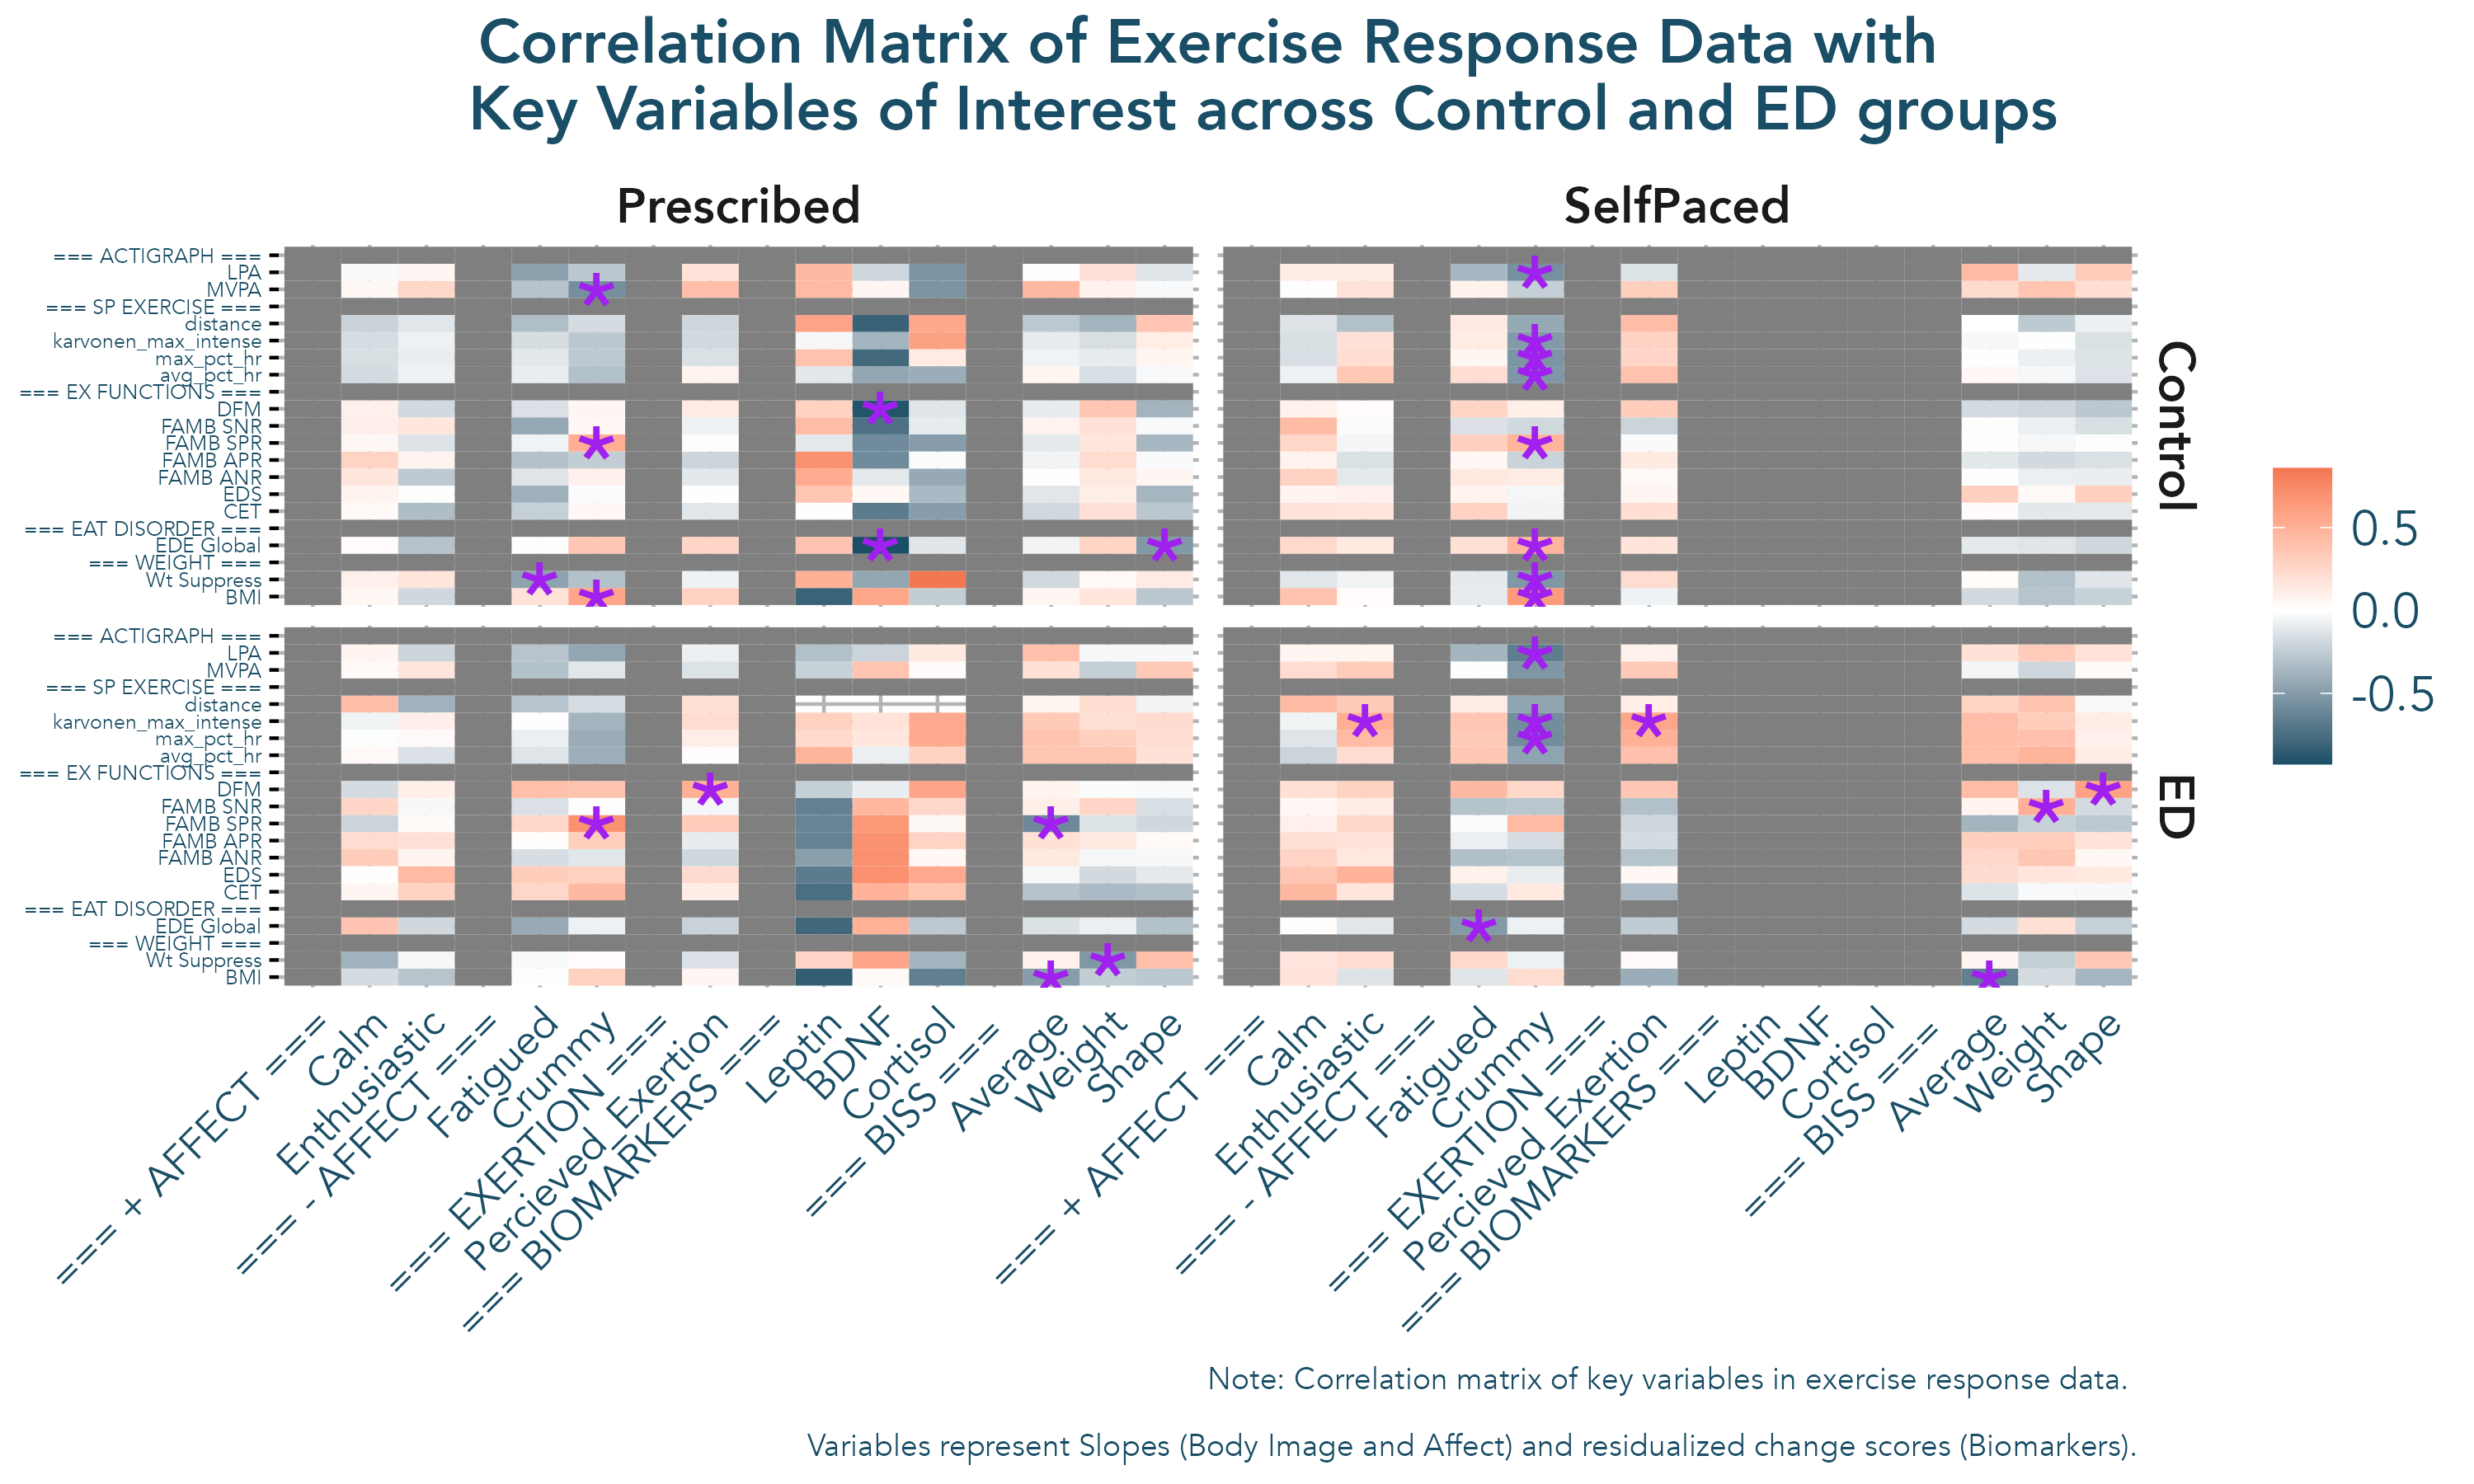 Correlation Matrix of Exercise Response Data with
Key Variables of Interest across Control and ED groups
Prescribed
SelfPaced
=== ACTIGRAPH ===
LPA
MVPA
=== SP EXERCISE ===
distance
karvonen_max_intense
max_pct_hr
avg_pct_hr
=== EX FUNCTIONS ===
DFM
FAMB SNR
FAMB SPR
FAMB APR
FAMB ANR
EDS
CET
=== EAT DISORDER ===
EDE Global
=== WEIGHT ===
Wt Suppress
BMI
Control
=== ACTIGRAPH ===
LPA
MVPA
=== SP EXERCISE ===
distance
karvonen_max_intense
max_pct_hr
avg_pct_hr
=== EX FUNCTIONS ===
DFM
FAMB SNR
FAMB SPR
FAMB APR
FAMB ANR
EDS
CET
=== EAT DISORDER ===
EDE Global
=== WEIGHT ===
Wt Suppress
BMI
ED
0.5
0.0
-0.5
=== + AFFECT ===
Calm
Enthusiastic
=== - AFFECT ===
Fatigued
Crummy
=== EXERTION ===
Percieved_Exertion
=== BIOMARKERS ===
Leptin
BDNF
Cortisol
=== BISS ===
Average
Weight
Shape
=== + AFFECT ===
Calm
Enthusiastic
=== - AFFECT ===
Fatigued
Crummy
=== EXERTION ===
Percieved_Exertion
=== BIOMARKERS ===
Leptin
BDNF
Cortisol
=== BISS ===
Average
Weight
Shape
Note: Correlation matrix of key variables in exercise response data.
Variables represent Slopes (Body Image and Affect) and residualized change scores (Biomarkers).